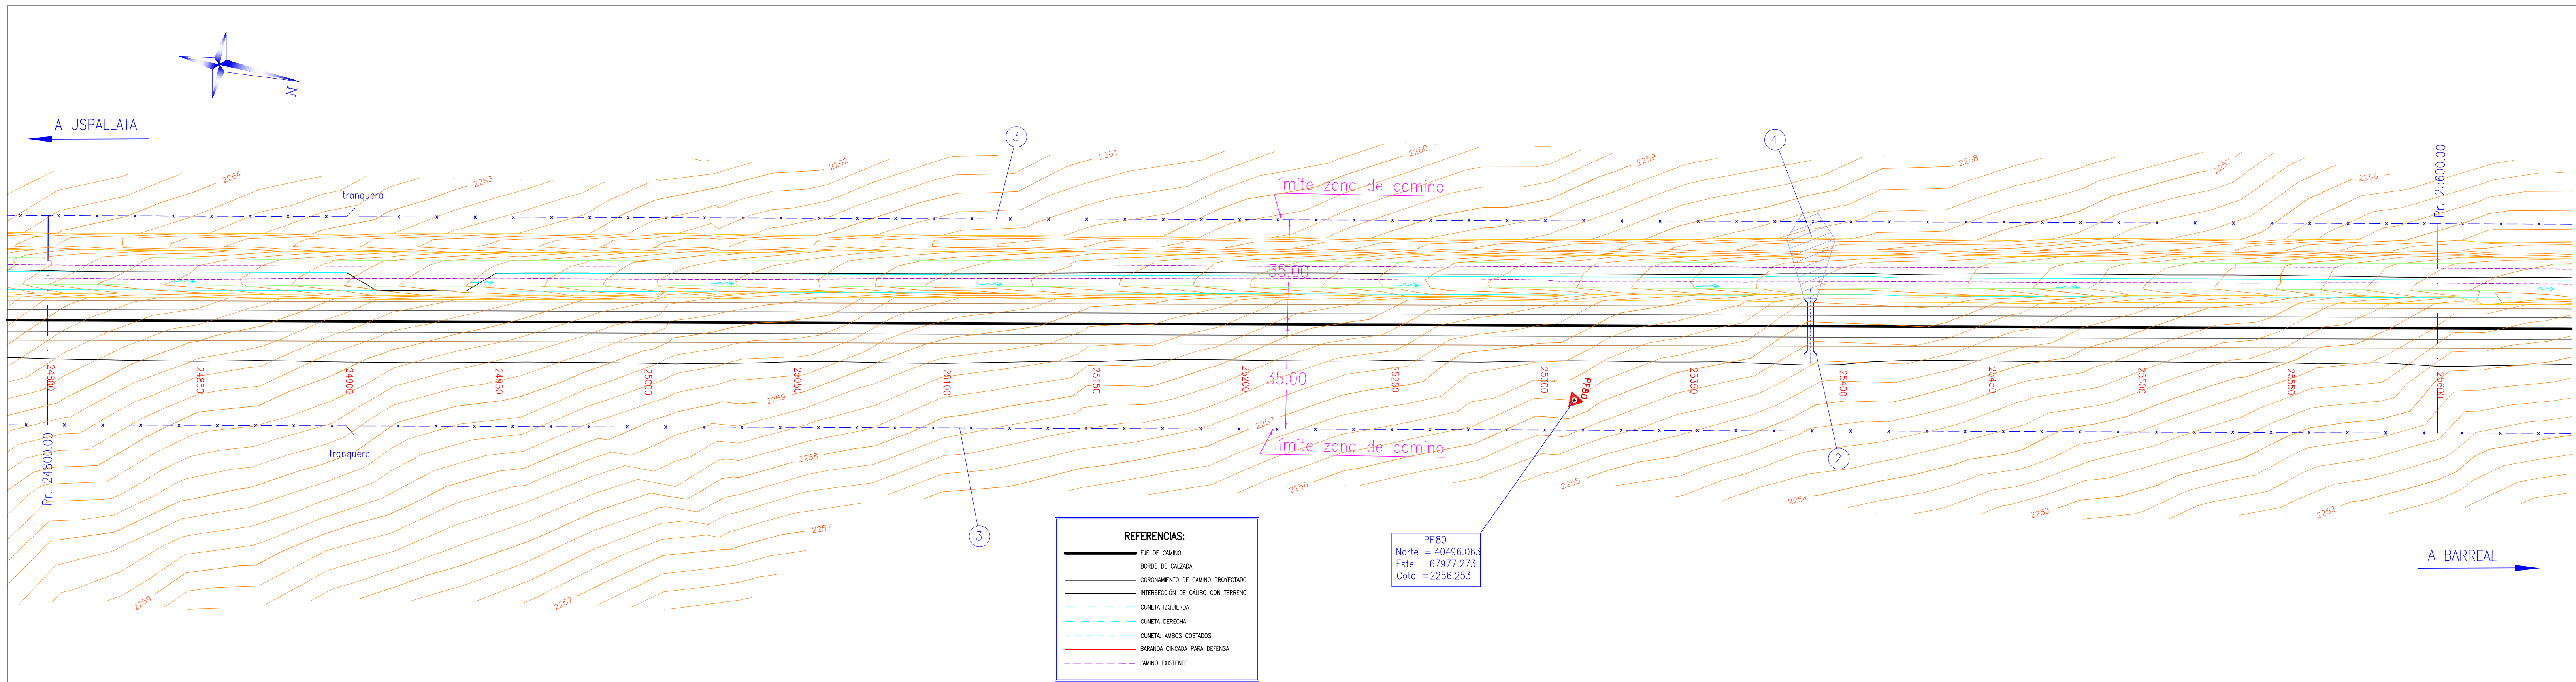 N
A USPALLATA
3
4
2264
2263
2262
2261
2260
2259
2258
2257
2256
tranquera
límite zona de camino
Pr. 25600.00
35.00
24800
24850
24900
24950
25000
25050
25100
25150
25200
25250
25300
25350
25400
25450
25500
25550
25600
35.00
PF80
2259
2257
límite zona de camino
tranquera
Pr. 24800.00
2258
2256
2255
2254
2253
2252
2
2257
3
2259
2257
REFERENCIAS:
EJE DE CAMINO
BORDE DE CALZADA
CORONAMIENTO DE CAMINO PROYECTADO
INTERSECCIÓN DE GÁLIBO CON TERRENO
CUNETA IZQUIERDA
CUNETA DERECHA
CUNETA: AMBOS COSTADOS
BARANDA CINCADA PARA DEFENSA
CAMINO EXISTENTE
PF80
Norte = 40496.063
Este = 67977.273
Cota =2256.253
A BARREAL